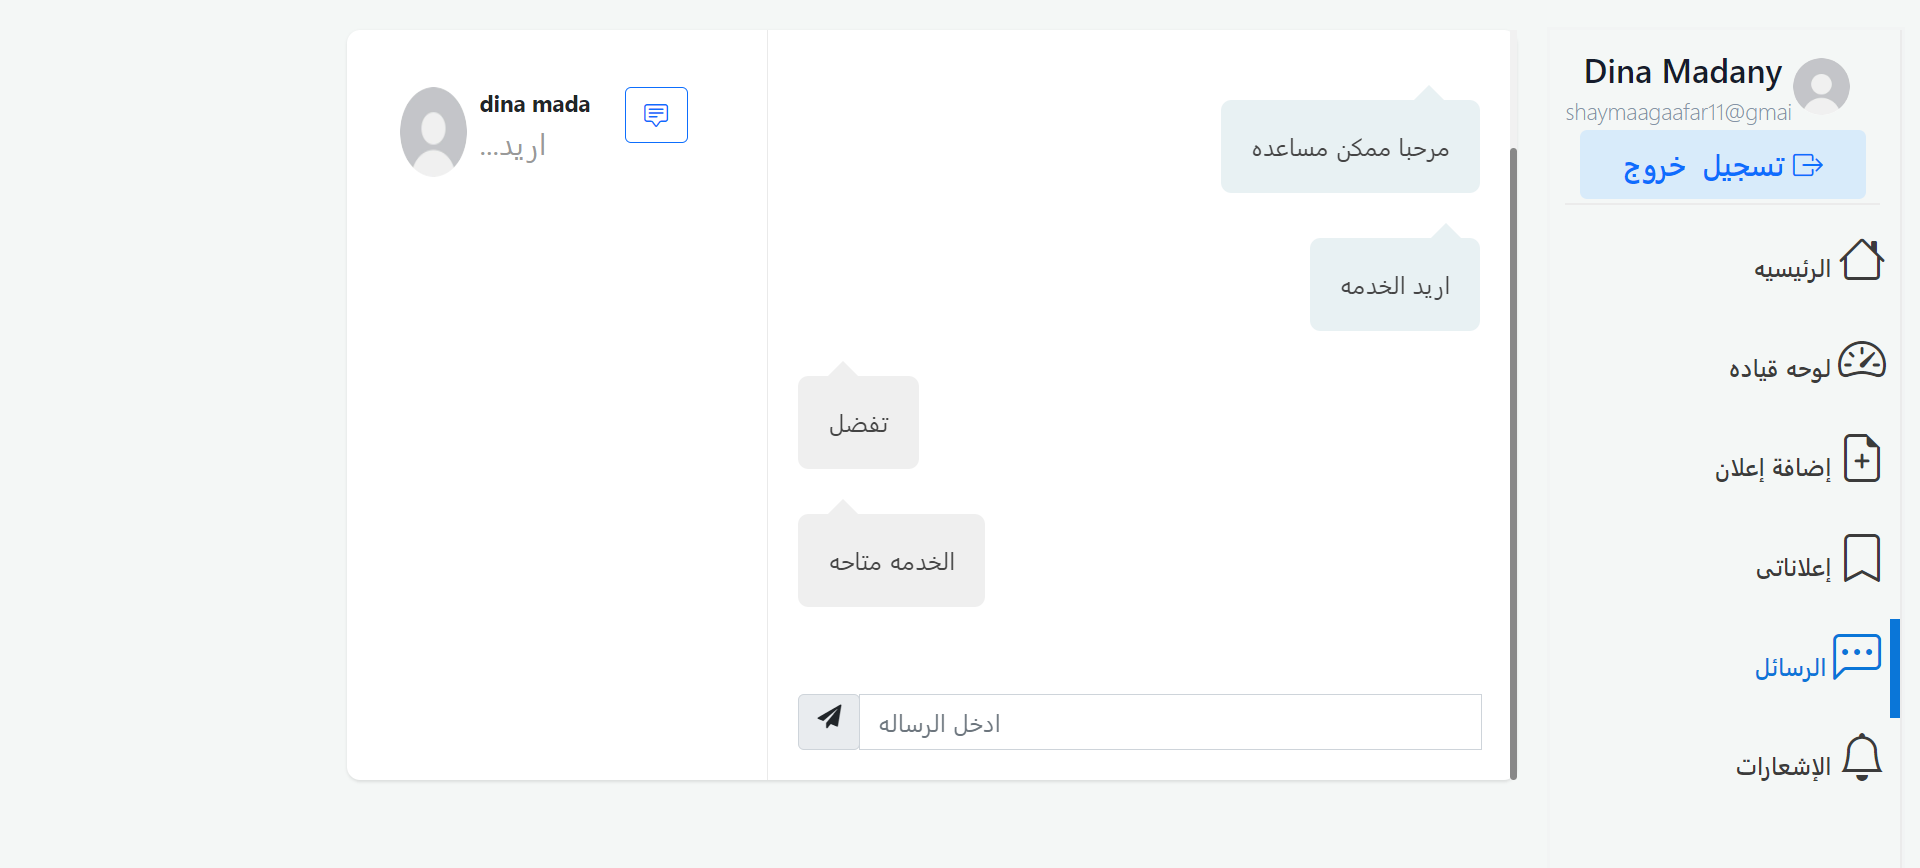 Dina Madany
shaymaagaafar11@gmai
تسجيل خروج
الرئيسيه
لوحه قياده
إضافة إعلان
إعلاناتى
الرسائل
الإشعارات
مرحبا ممكن مساعده
اريد الخدمه
تفضل
الخدمه متاحه
ادخل الرساله
dina mada
اريد...